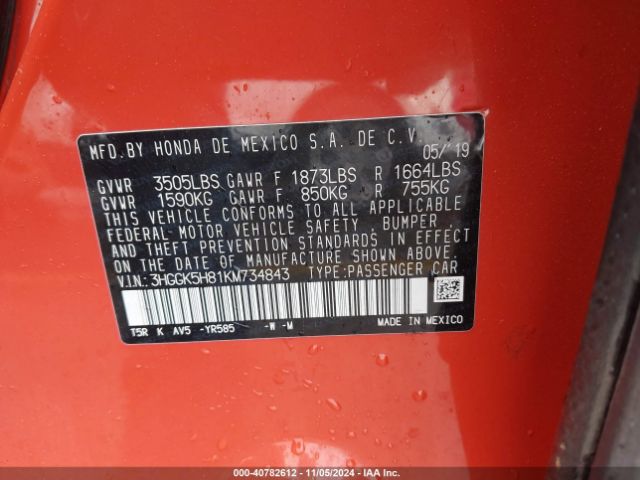 MFD.BY HONDA DE MEXICO S.A. DE C.V.
05/'19
GVWR 3505LBS GAWR F 1873LBS R 1664LBS
GVWR 1590KG GAWR F 850KG R 755KG
THIS VEHICLE CONFORMS TO ALL APPLICABLE
FEDERAL MOTOR VEHICLE SAFETY , BUMPER
AND THEFT PREVENTION STANDARDS IN EFFECT
ON THE DATE OF MANUFACTURE SHOWN ABOVE.
V.I.N.:3HGGK5H81KM734843 TYPE:PASSENGER CAR
T5R K AV5 -YR585 -W -M MADE IN MEXICO
000-40782612 - 11/05/2024 - IAAI.COM